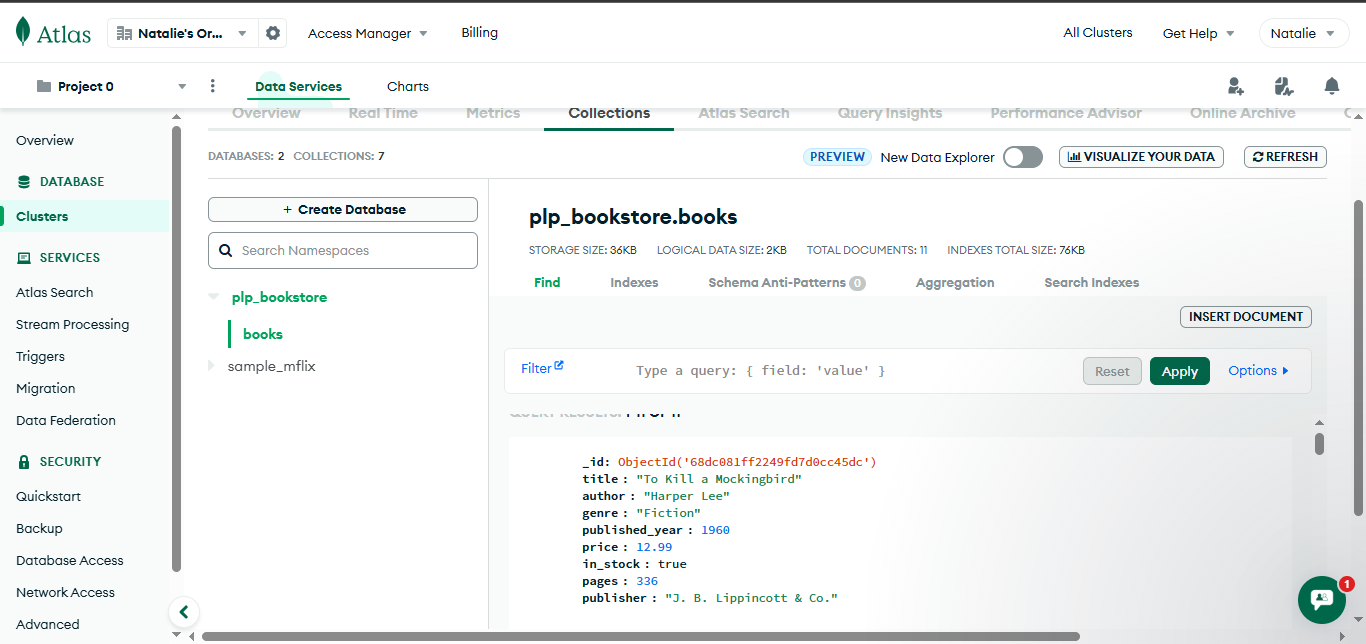 Atlas
Natalie's Or...
Access Manager
Billing
All Clusters
Get Help
Natalie
Project 0
Data Services
Charts
Overview
Real Time
Metrics
Collections
Atlas Search
Query Insights
Performance Advisor
Online Archive
DATABASES: 2 COLLECTIONS: 7
PREVIEW
New Data Explorer
VISUALIZE YOUR DATA
REFRESH
Overview
DATABASE
Clusters
SERVICES
Atlas Search
Stream Processing
Triggers
Migration
Data Federation
SECURITY
Quickstart
Backup
Database Access
Network Access
Advanced
+ Create Database
Search Namespaces
plp_bookstore
books
sample_mflix
plp_bookstore.books
STORAGE SIZE: 36KB LOGICAL DATA SIZE: 2KB TOTAL DOCUMENTS: 11 INDEXES TOTAL SIZE: 76KB
Find
Indexes
Schema Anti-Patterns 0
Aggregation
Search Indexes
INSERT DOCUMENT
Filter
Type a query: { field: 'value' }
Reset
Apply
Options
_id: ObjectId('68dc081ff2249fd7d0cc45dc')
title : "To Kill a Mockingbird"
author : "Harper Lee"
genre : "Fiction"
published_year : 1960
price : 12.99
in_stock : true
pages : 336
publisher : "J. B. Lippincott & Co."
1